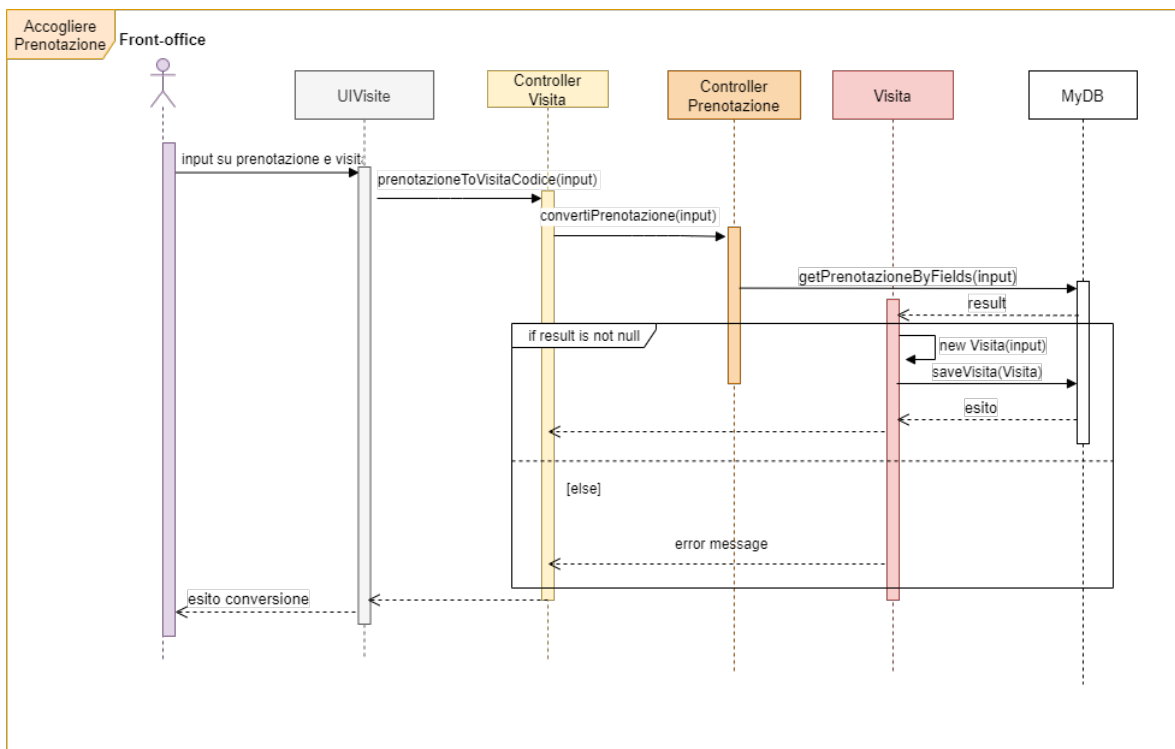 Accogliere
Prenotazione
Front-office
UIVisite
Controller
Visita
Controller
Prenotazione
Visita
MyDB
input su prenotazione e visit
prenotazioneToVisitaCodice(input)
convertiPrenotazione(input)
getPrenotazioneByFields(input)
result
if result is not null
new Visita(input)
saveVisita(Visita)
esito
[else]
error message
esito conversione